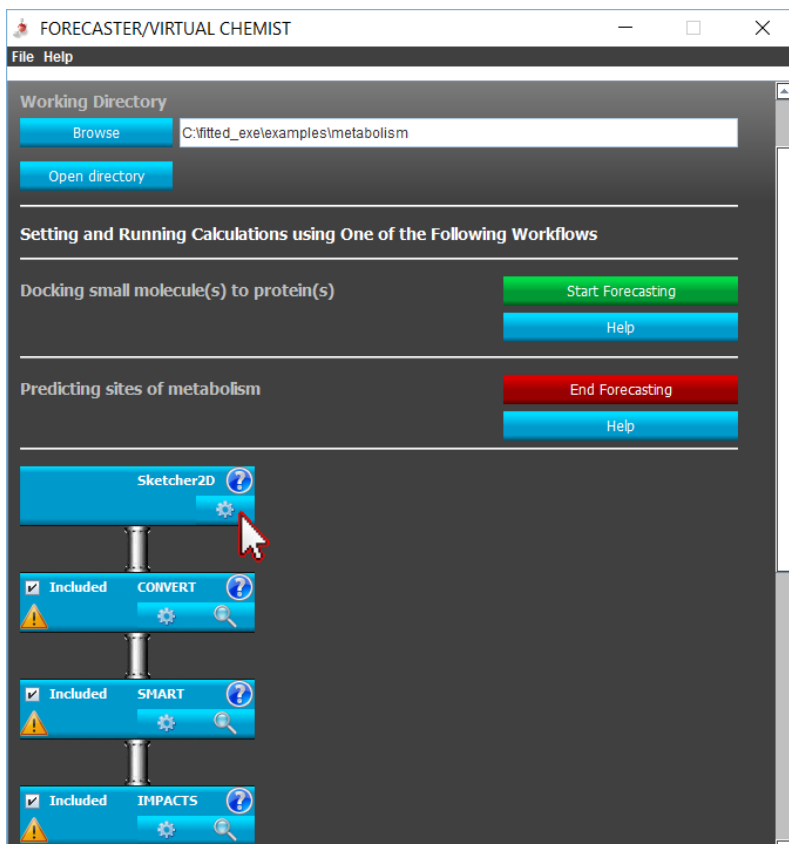 FORECASTER/VIRTUAL CHEMIST
File Help
Working Directory
Browse C:\fitted_exe\examples\metabolism
Open directory
Setting and Running Calculations using One of the Following Workflows
Docking small molecule(s) to protein(s) Start Forecasting
Help
Predicting sites of metabolism End Forecasting
Help
Sketcher2D ?
Included CONVERT ?
Included SMART ?
Included IMPACTS ?